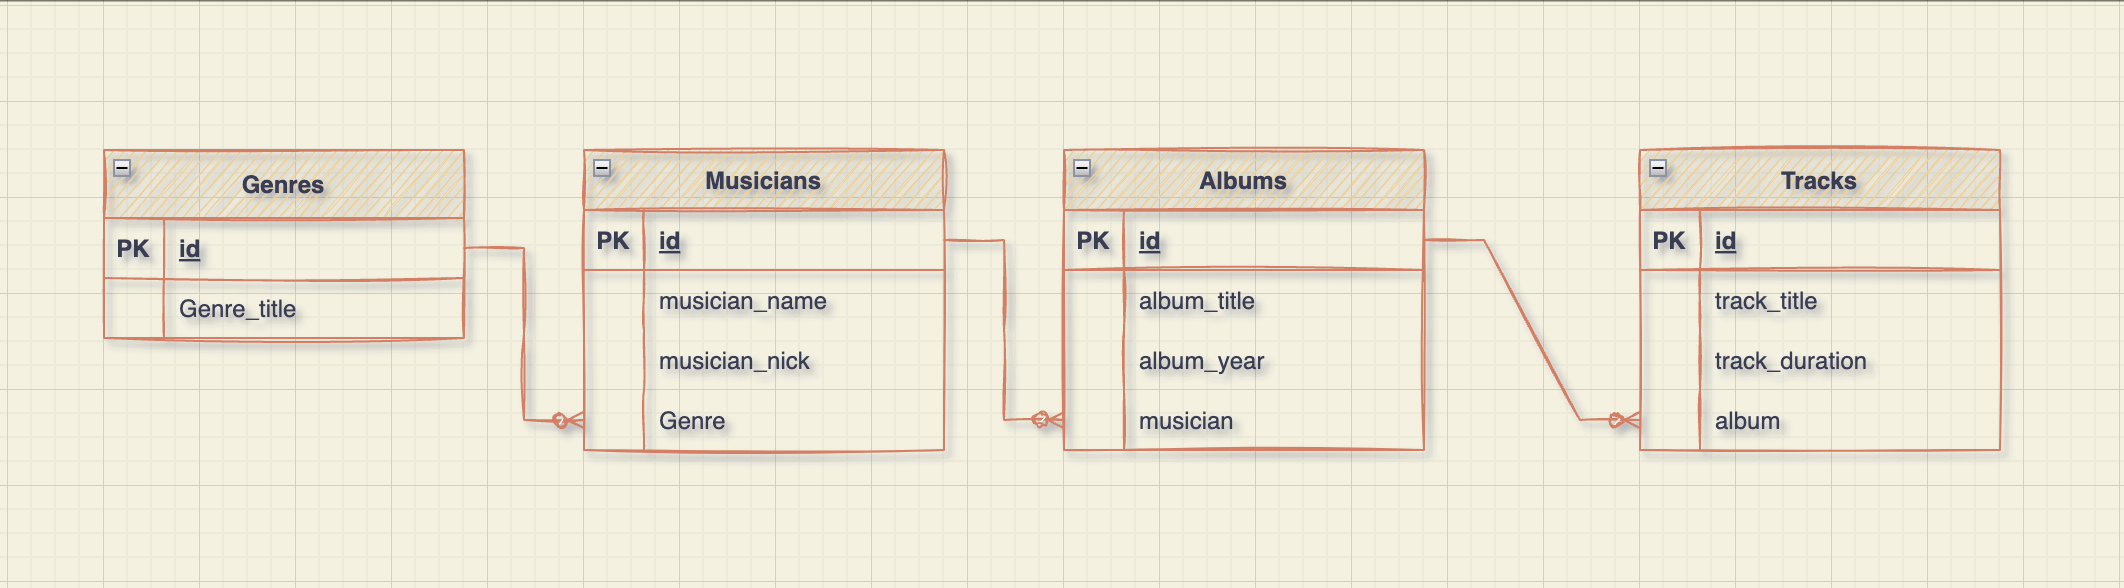 Genres
PK id
Genre_title
Musicians
PK id
musician_name
musician_nick
Genre
Albums
PK id
album_title
album_year
musician
Tracks
PK id
track_title
track_duration
album